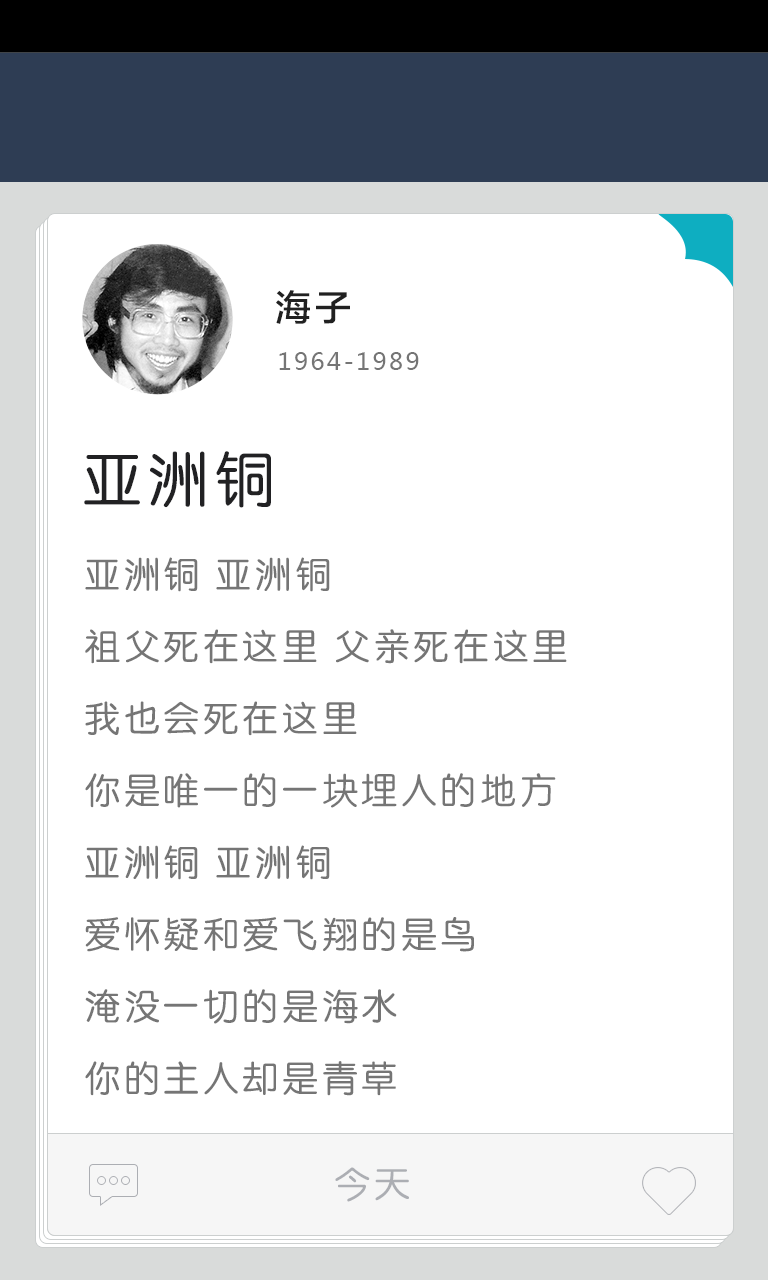 海子
1964-1989
亚洲铜
亚洲铜 亚洲铜
祖父死在这里 父亲死在这里
我也会死在这里
你是唯一的一块埋人的地方
亚洲铜 亚洲铜
爱怀疑和爱飞翔的是鸟
淹没一切的是海水
你的主人却是青草
今天